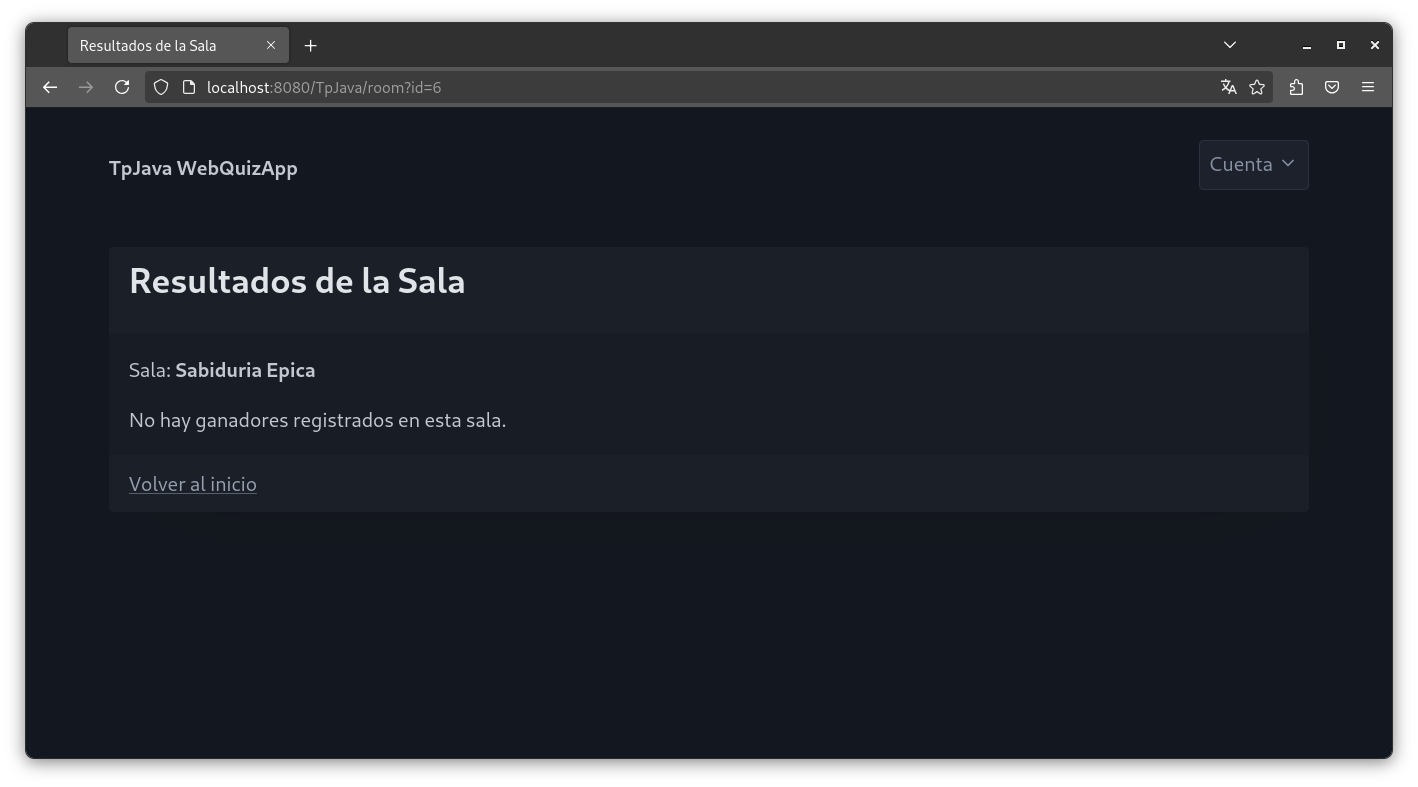 Resultados de la Sala
localhost:8080/TpJava/room?id=6
TpJava WebQuizApp
Cuenta
Resultados de la Sala
Sala: Sabiduria Epica
No hay ganadores registrados en esta sala.
Volver al inicio